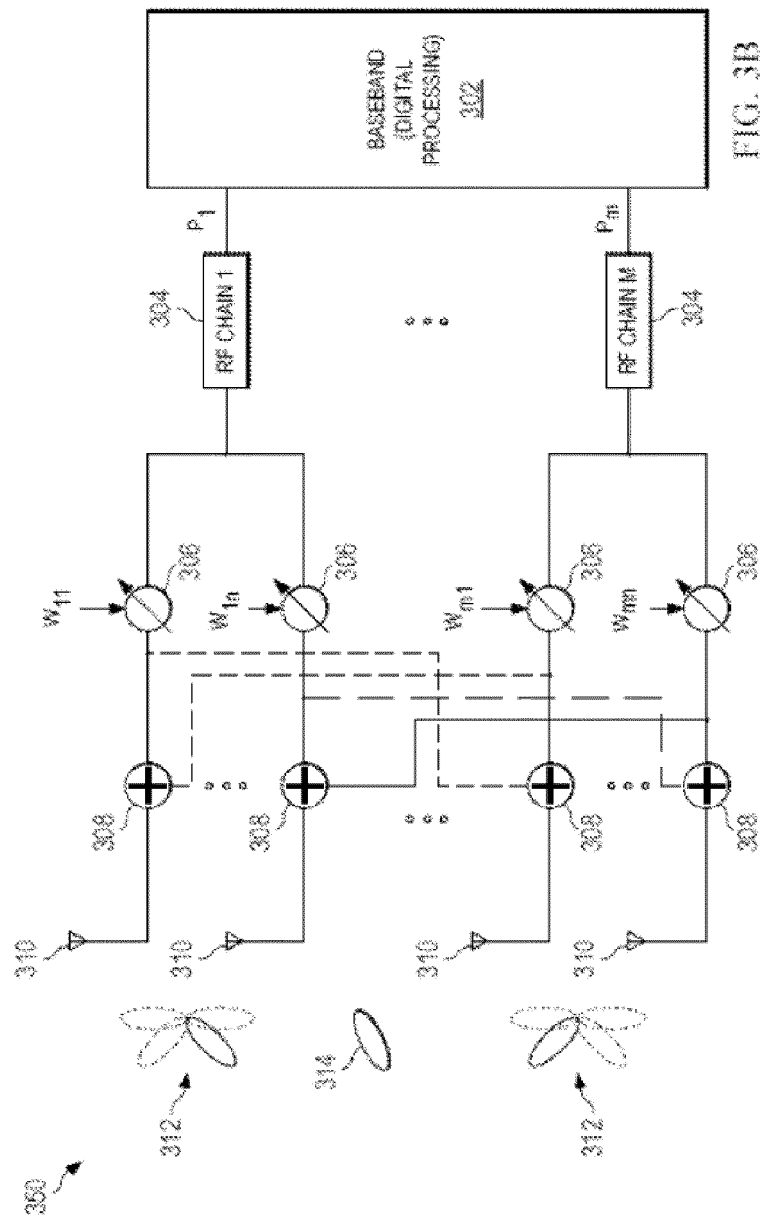 350
312
314
312
310
310
310
310
308
308
308
308
306
306
306
306
W11
W1n
Wm1
Wmn
304
RF CHAIN 1
RF CHAIN M
304
P1
Pm
BASEBAND
(DIGITAL
PROCESSING)
302
FIG. 3B